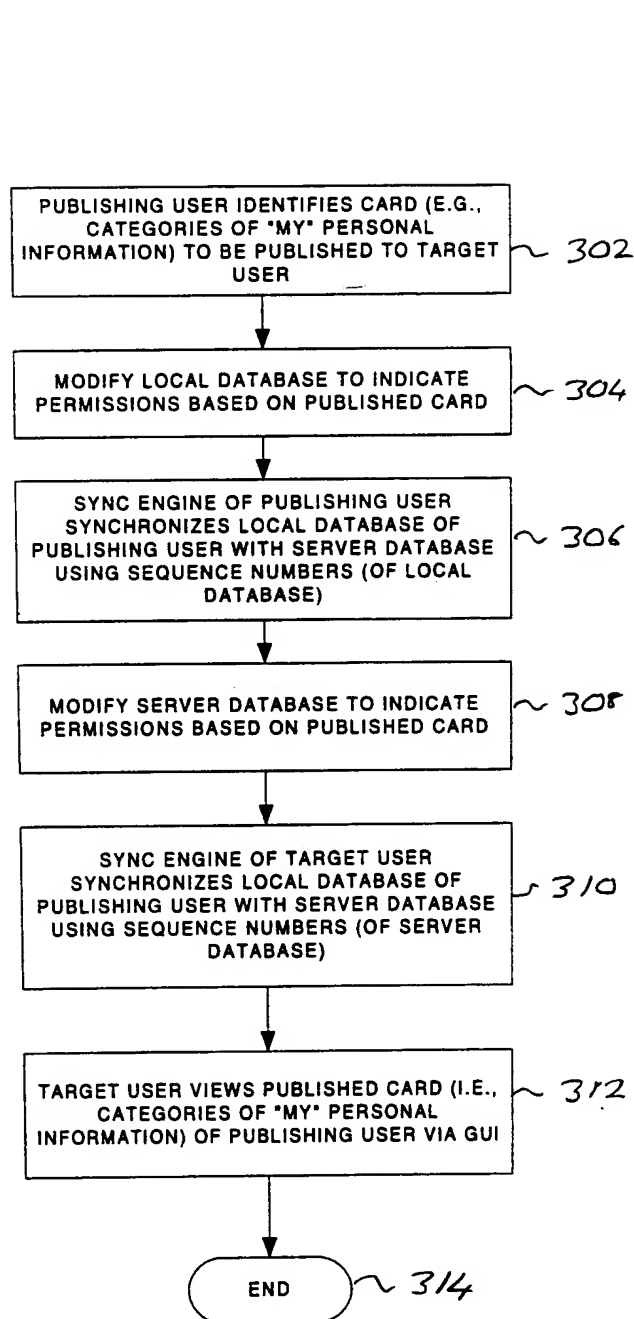 PUBLISHING USER IDENTIFIES CARD (E.G.,
CATEGORIES OF "MY" PERSONAL
INFORMATION) TO BE PUBLISHED TO TARGET
USER
302
MODIFY LOCAL DATABASE TO INDICATE
PERMISSIONS BASED ON PUBLISHED CARD
304
SYNC ENGINE OF PUBLISHING USER
SYNCHRONIZES LOCAL DATABASE OF
PUBLISHING USER WITH SERVER DATABASE
USING SEQUENCE NUMBERS (OF LOCAL
DATABASE)
306
MODIFY SERVER DATABASE TO INDICATE
PERMISSIONS BASED ON PUBLISHED CARD
308
SYNC ENGINE OF TARGET USER
SYNCHRONIZES LOCAL DATABASE OF
PUBLISHING USER WITH SERVER DATABASE
USING SEQUENCE NUMBERS (OF SERVER
DATABASE)
310
TARGET USER VIEWS PUBLISHED CARD (I.E.,
CATEGORIES OF "MY" PERSONAL
INFORMATION) OF PUBLISHING USER VIA GUI
312
END
314